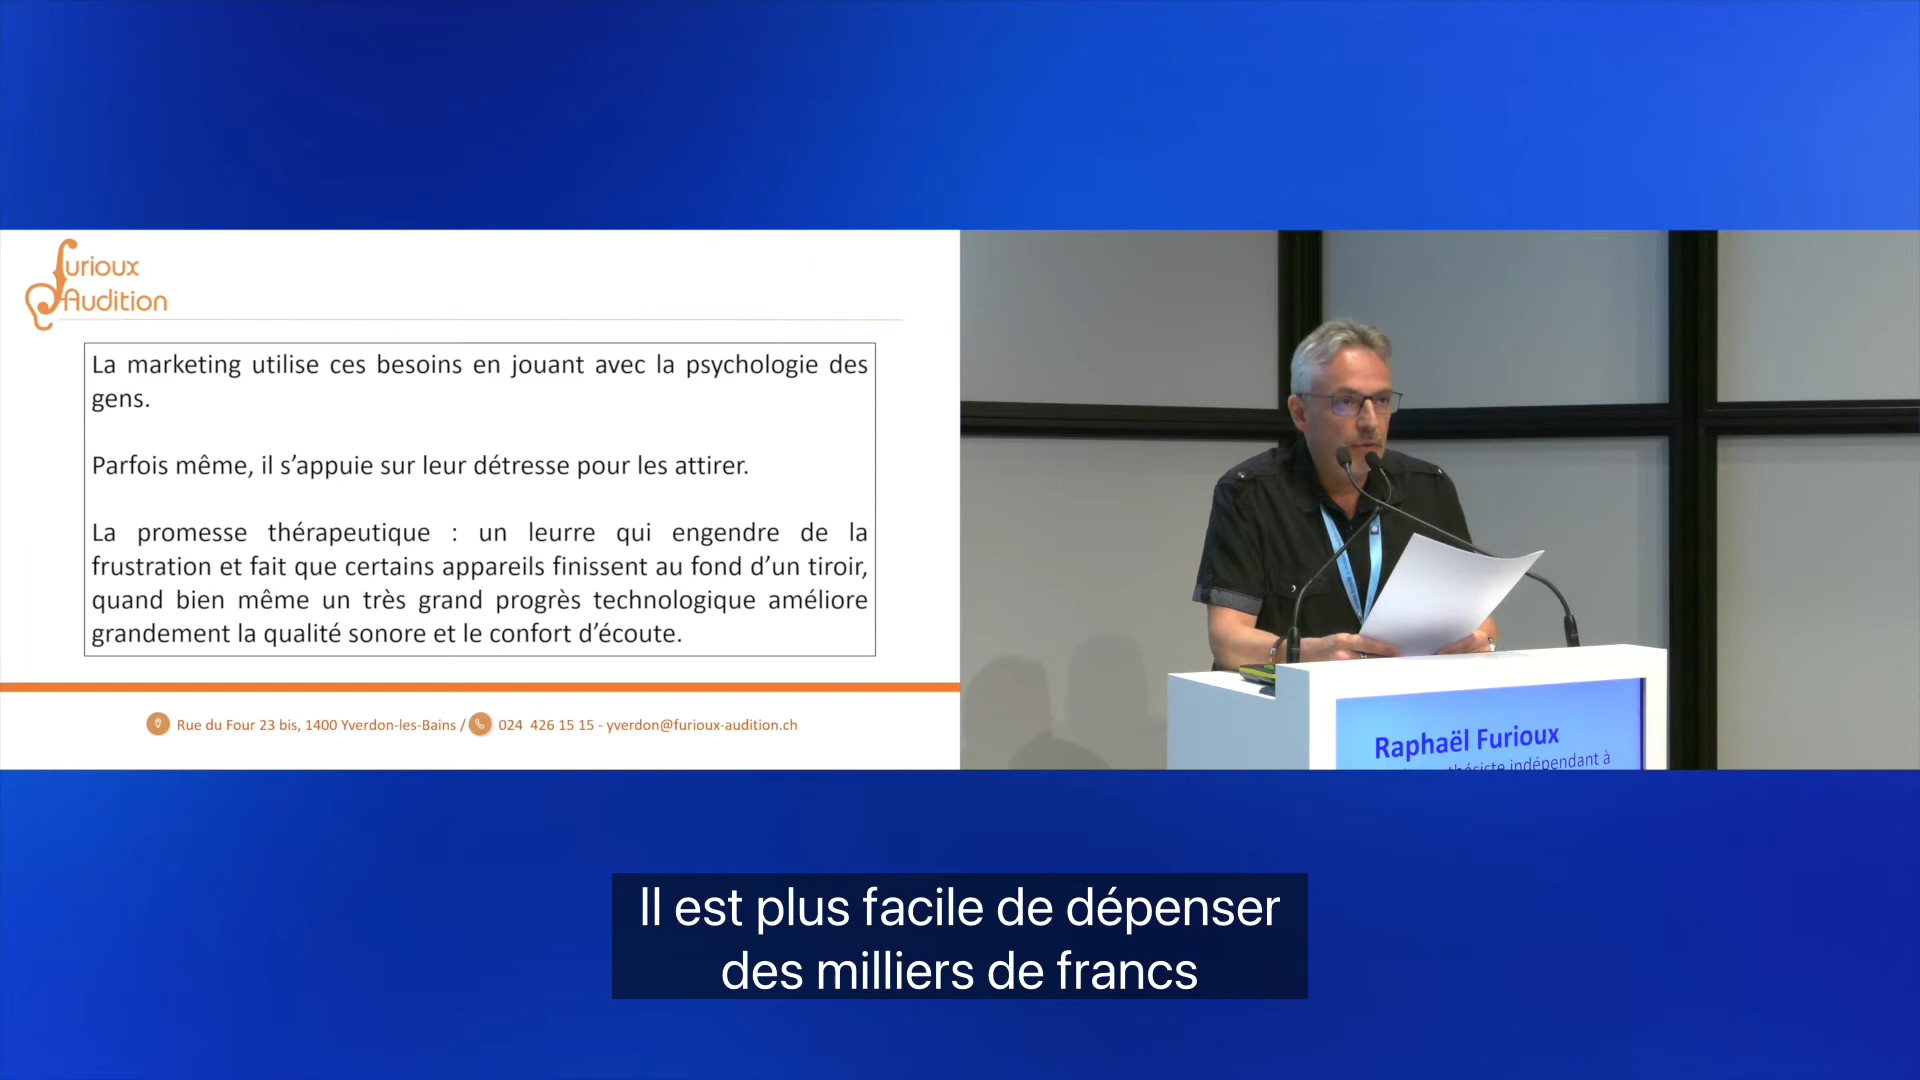 Furioux
Audition
La marketing utilise ces besoins en jouant avec la psychologie des
gens.
Parfois même, il s’appuie sur leur détresse pour les attirer.
La promesse thérapeutique : un leurre qui engendre de la
frustration et fait que certains appareils finissent au fond d’un tiroir,
quand bien même un très grand progrès technologique améliore
grandement la qualité sonore et le confort d’écoute.
Rue du Four 23 bis, 1400 Yverdon-les-Bains / 024 426 15 15 - yverdon@furioux-audition.ch
Raphaël Furioux
indépendant à
Il est plus facile de dépenser
des milliers de francs